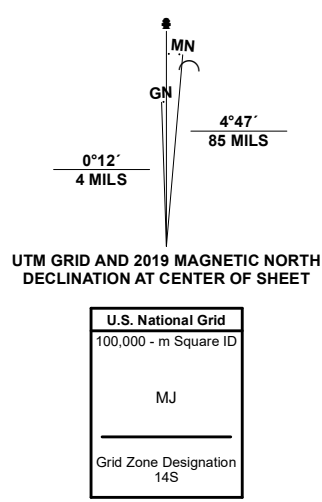 MN
GN
4°47´
85 MILS
0°12´
4 MILS
UTM GRID AND 2019 MAGNETIC NORTH
DECLINATION AT CENTER OF SHEET
U.S. National Grid
100,000 - m Square ID
MJ
Grid Zone Designation
14S